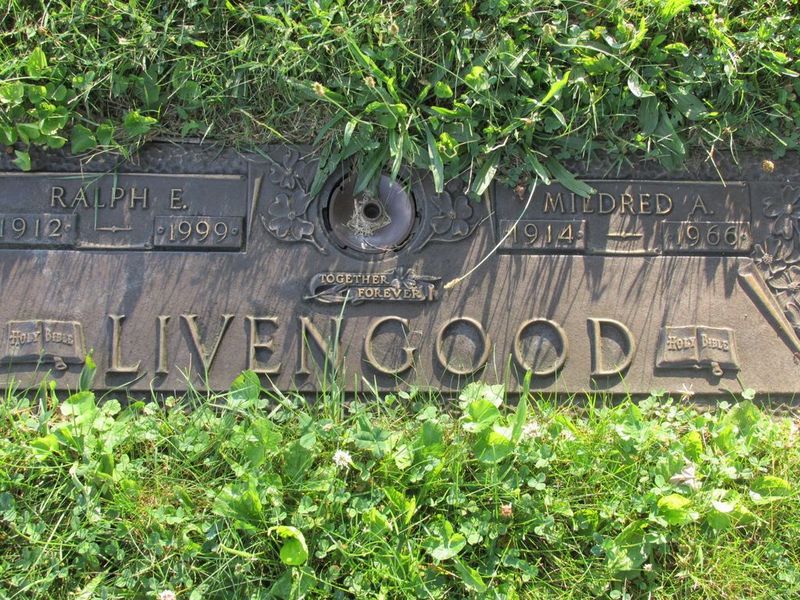 RALPH E.
1912 — 1999
MILDRED A.
1914 — 1966
TOGETHER
FOREVER
HOLY BIBLE
LIVENGOOD
HOLY BIBLE